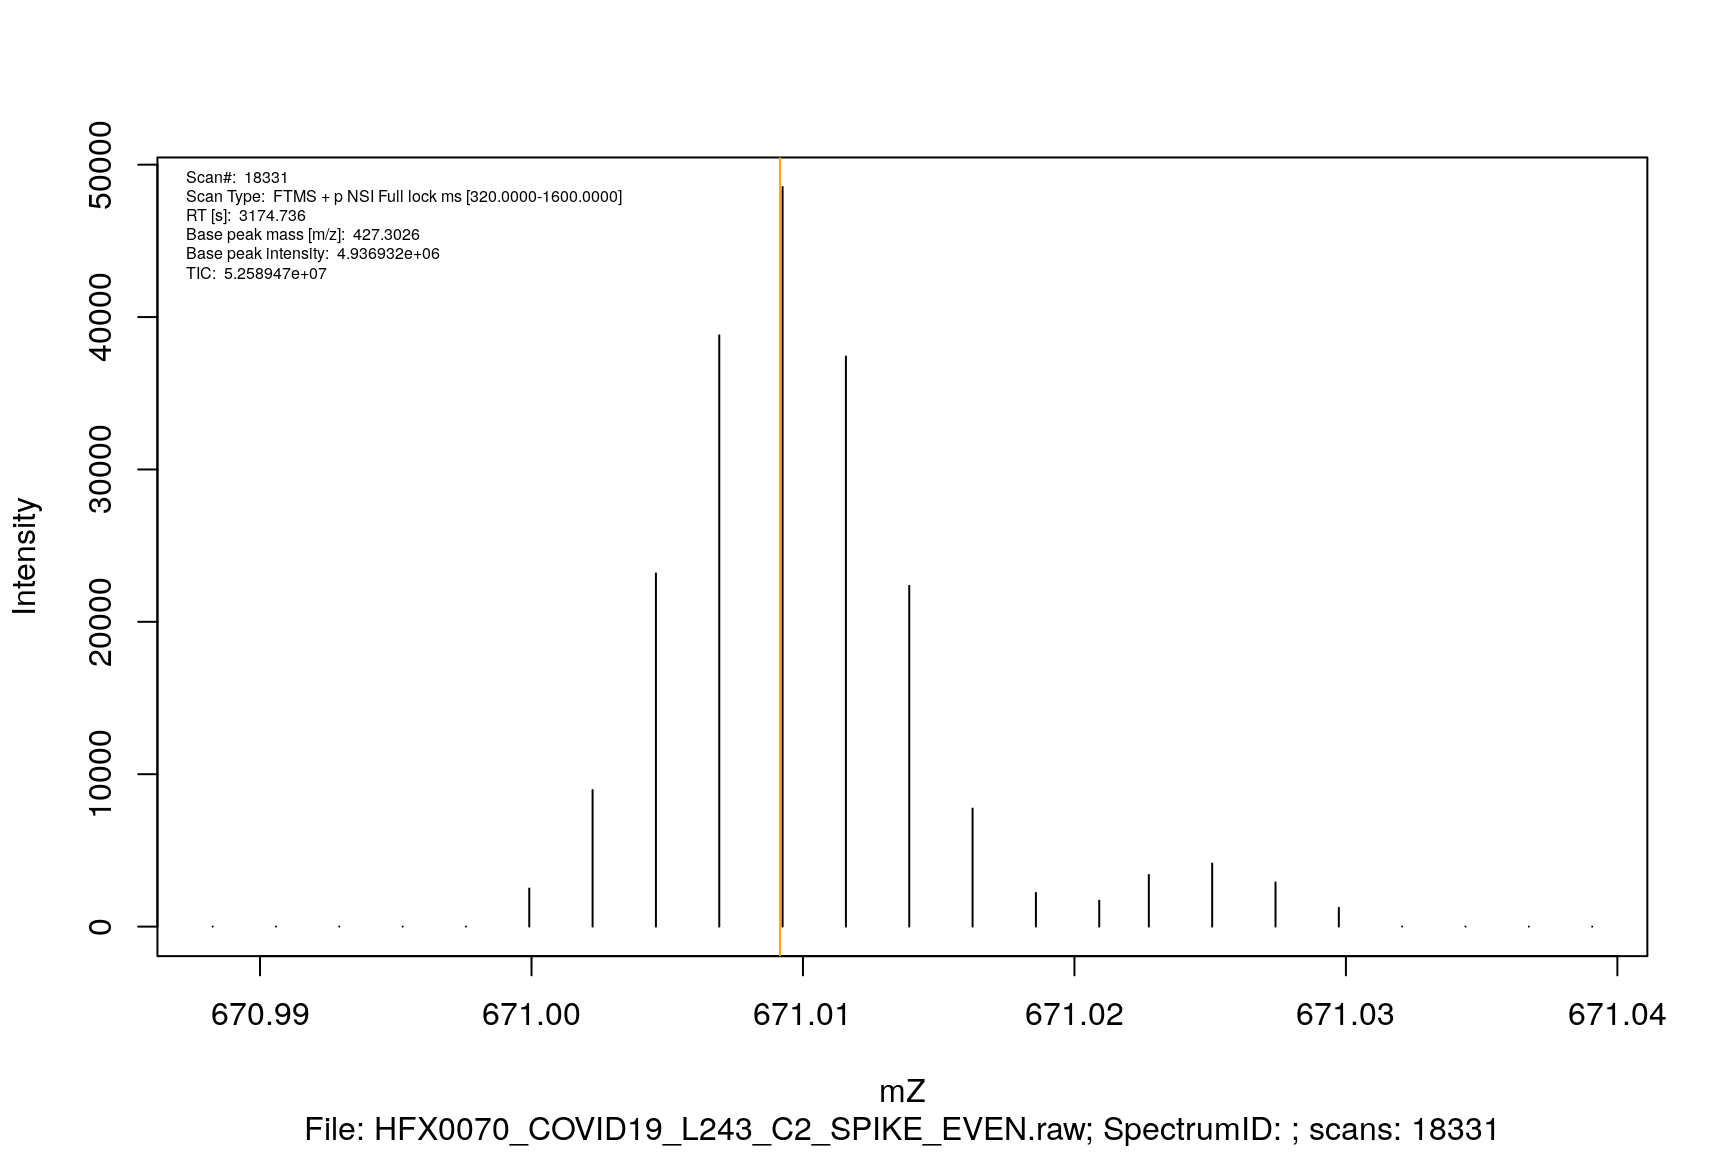 Scan#: 18331
Scan Type: FTMS + p NSI Full lock ms [320.0000-1600.0000]
RT [s]: 3174.736
Base peak mass [m/z]: 427.3026
Base peak intensity: 4.936932e+06
TIC: 5.258947e+07
50000
40000
30000
20000
10000
0
Intensity
670.99 671.00 671.01 671.02 671.03 671.04
mZ
File: HFX0070_COVID19_L243_C2_SPIKE_EVEN.raw; SpectrumID: ; scans: 18331